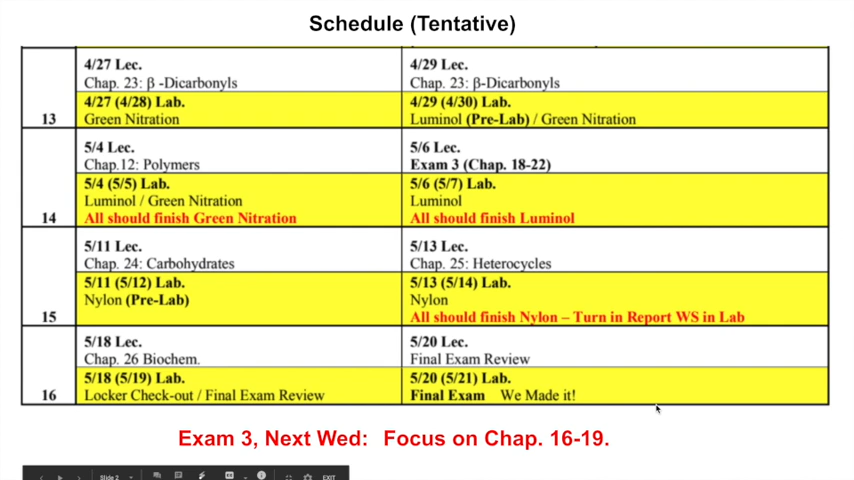 Schedule (Tentative)
4/27 Lec.
Chap. 23: β -Dicarbonyls
4/29 Lec.
Chap. 23: β-Dicarbonyls
13
4/27 (4/28) Lab.
Green Nitration
4/29 (4/30) Lab.
Luminol (Pre-Lab) / Green Nitration
5/4 Lec.
Chap.12: Polymers
5/6 Lec.
Exam 3 (Chap. 18-22)
14
5/4 (5/5) Lab.
Luminol / Green Nitration
All should finish Green Nitration
5/6 (5/7) Lab.
Luminol
All should finish Luminol
5/11 Lec.
Chap. 24: Carbohydrates
5/13 Lec.
Chap. 25: Heterocycles
15
5/11 (5/12) Lab.
Nylon (Pre-Lab)
5/13 (5/14) Lab.
Nylon
All should finish Nylon – Turn in Report WS in Lab
5/18 Lec.
Chap. 26 Biochem.
5/20 Lec.
Final Exam Review
16
5/18 (5/19) Lab.
Locker Check-out / Final Exam Review
5/20 (5/21) Lab.
Final Exam We Made it!
Exam 3, Next Wed: Focus on Chap. 16-19.
Slide 2
EXIT